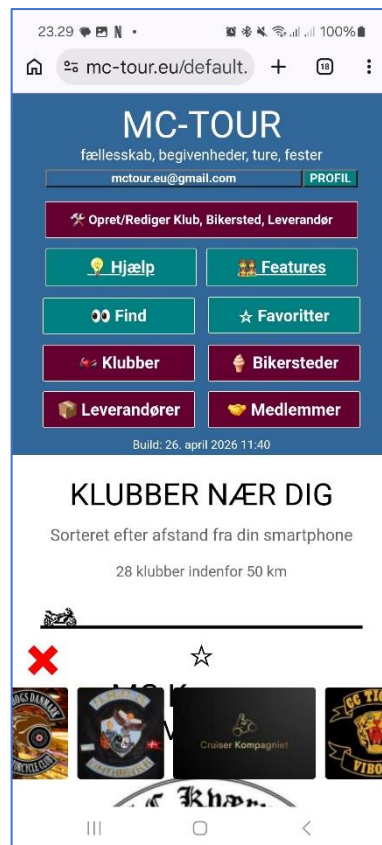 23.29
100%
mc-tour.eu/default.
18
MC-TOUR
fællesskab, begivenheder, ture, fester
mctour.eu@gmail.com PROFIL
Opret/Rediger Klub, Bikersted, Leverandør
Hjælp
Features
Find
Favoritter
Klubber
Bikersteder
Leverandører
Medlemmer
Build: 26. april 2026 11:40
KLUBBER NÆR DIG
Sorteret efter afstand fra din smartphone
28 klubber indenfor 50 km
DANMARK
Cruiser Kompagniet